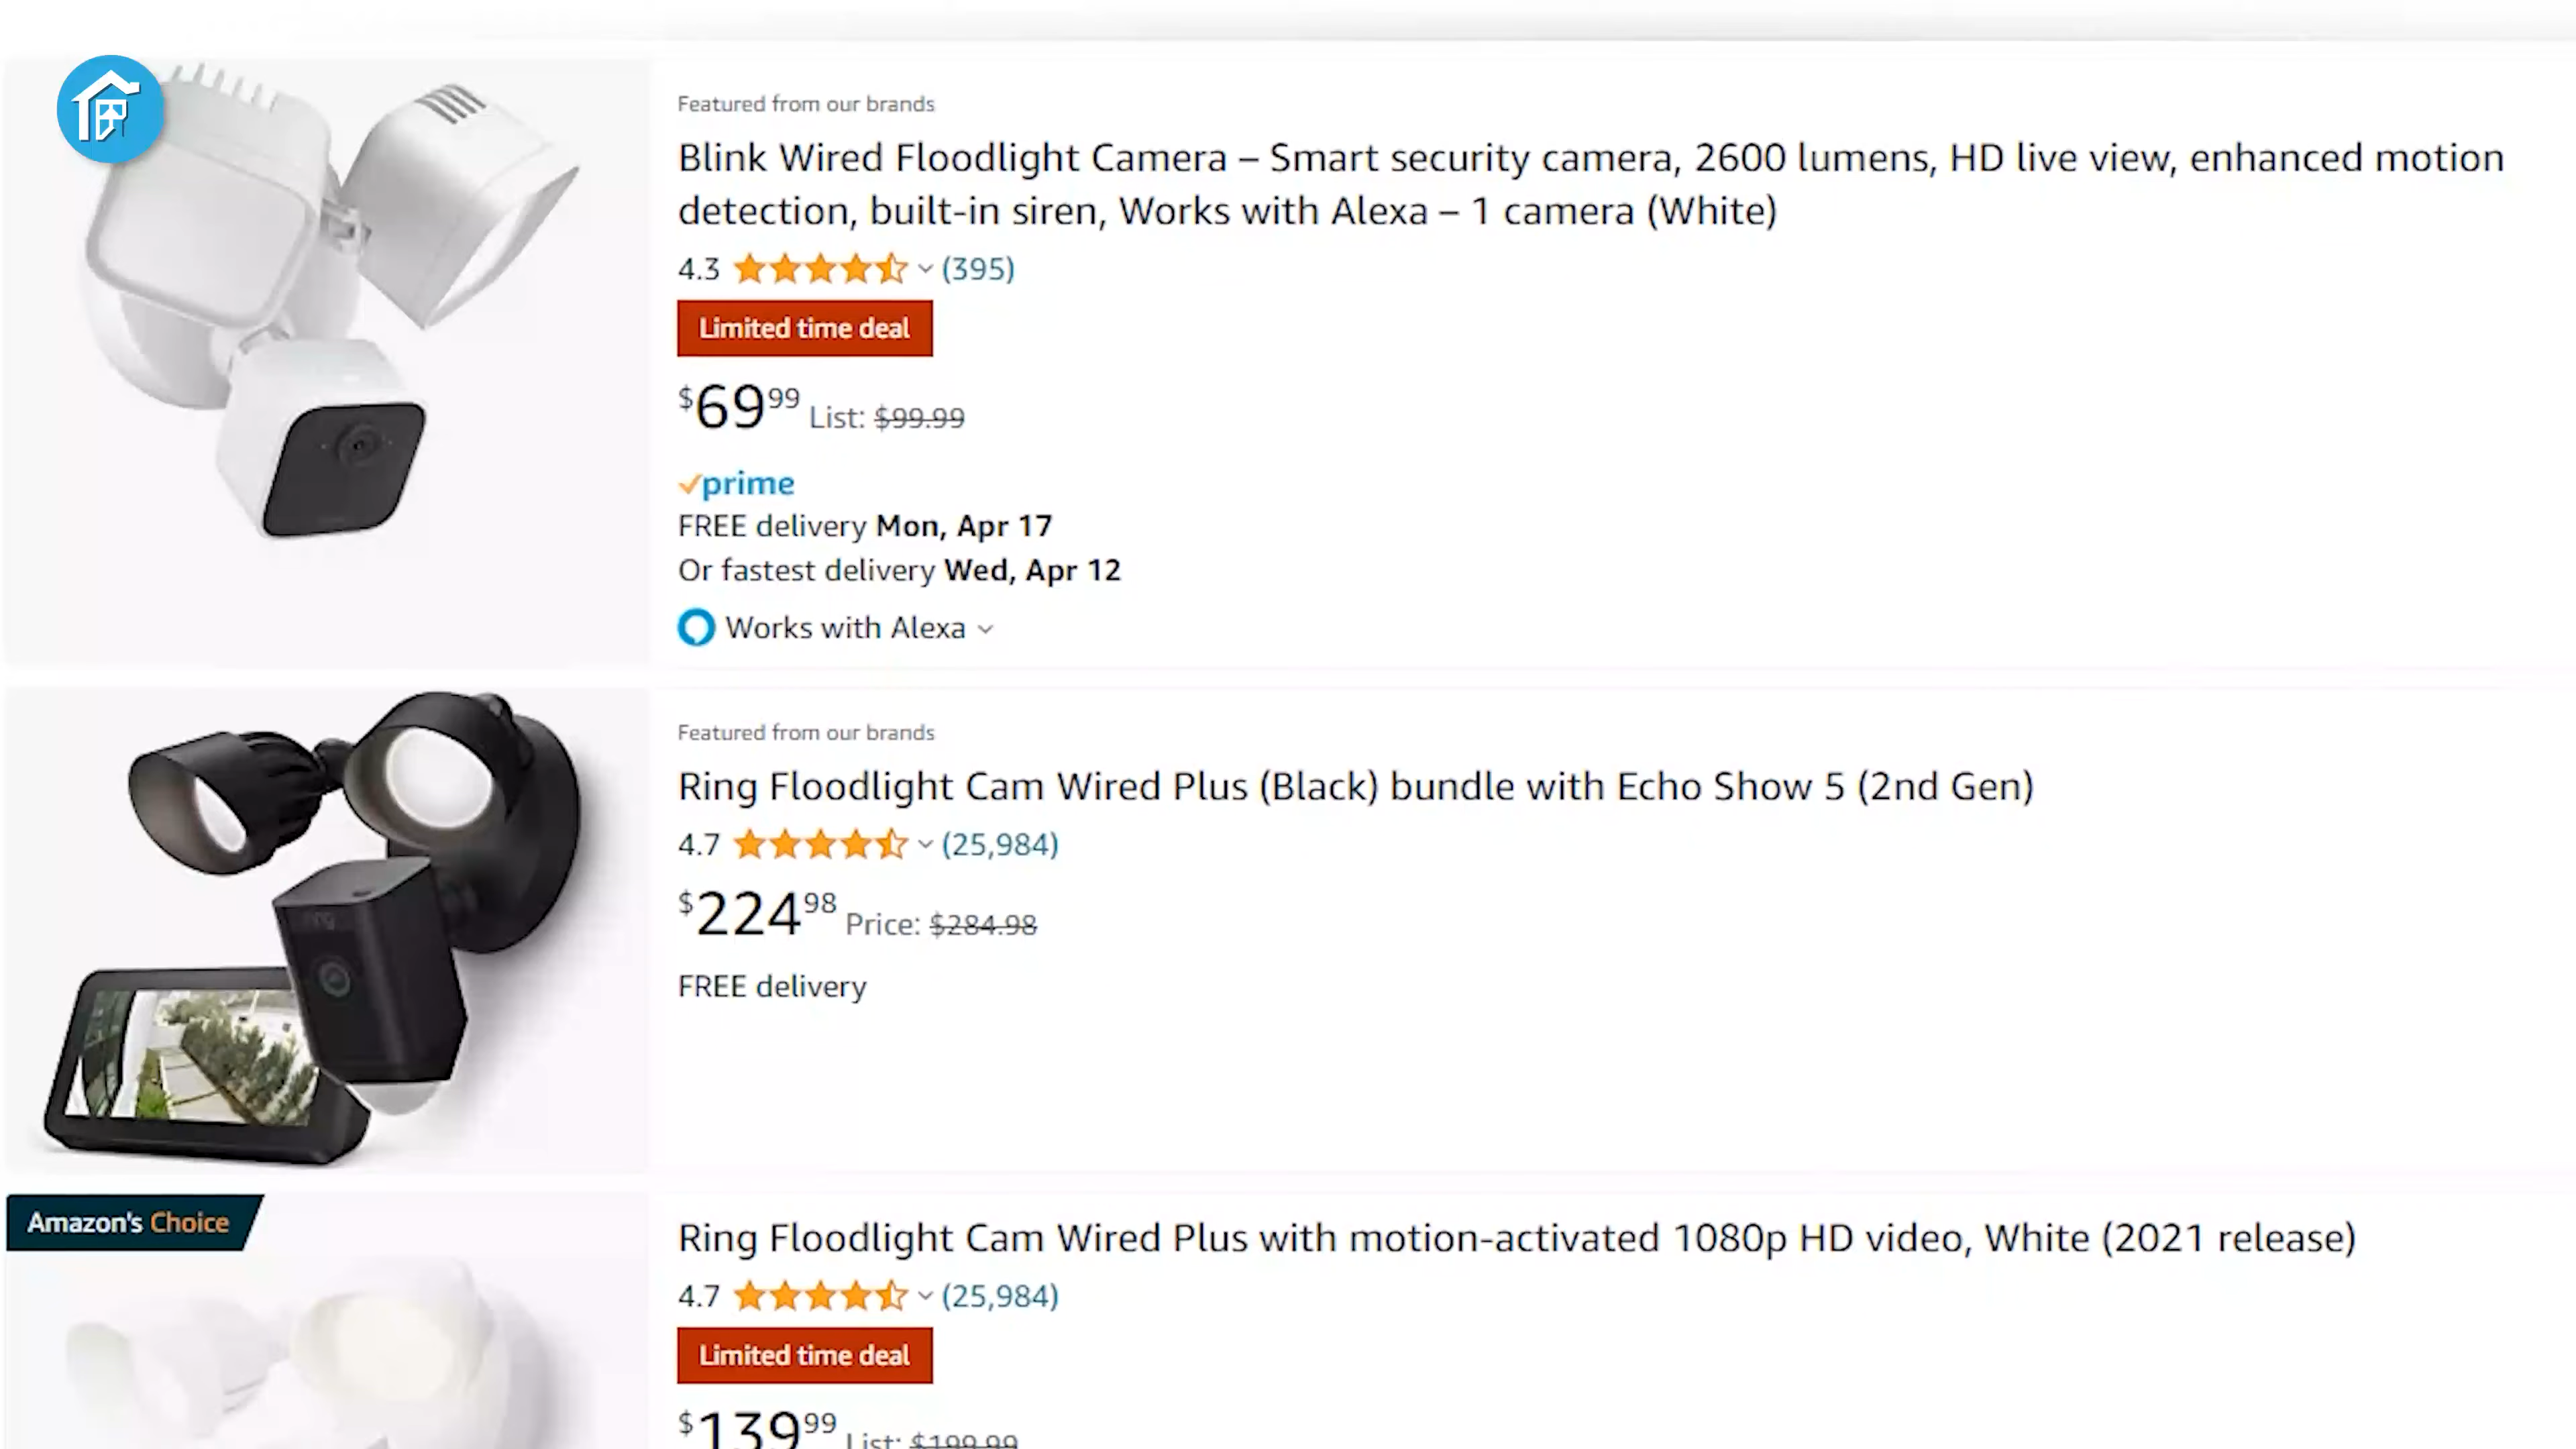 Featured from our brands
Blink Wired Floodlight Camera – Smart security camera, 2600 lumens, HD live view, enhanced motion
detection, built-in siren, Works with Alexa – 1 camera (White)
4.3 (395)
Limited time deal
$69.99 List: $99.99
prime
FREE delivery Mon, Apr 17
Or fastest delivery Wed, Apr 12
Works with Alexa
Featured from our brands
Ring Floodlight Cam Wired Plus (Black) bundle with Echo Show 5 (2nd Gen)
4.7 (25,984)
$224.98 Price: $284.98
FREE delivery
ring
Amazon's Choice
Ring Floodlight Cam Wired Plus with motion-activated 1080p HD video, White (2021 release)
4.7 (25,984)
Limited time deal
$139.99 List: $199.99